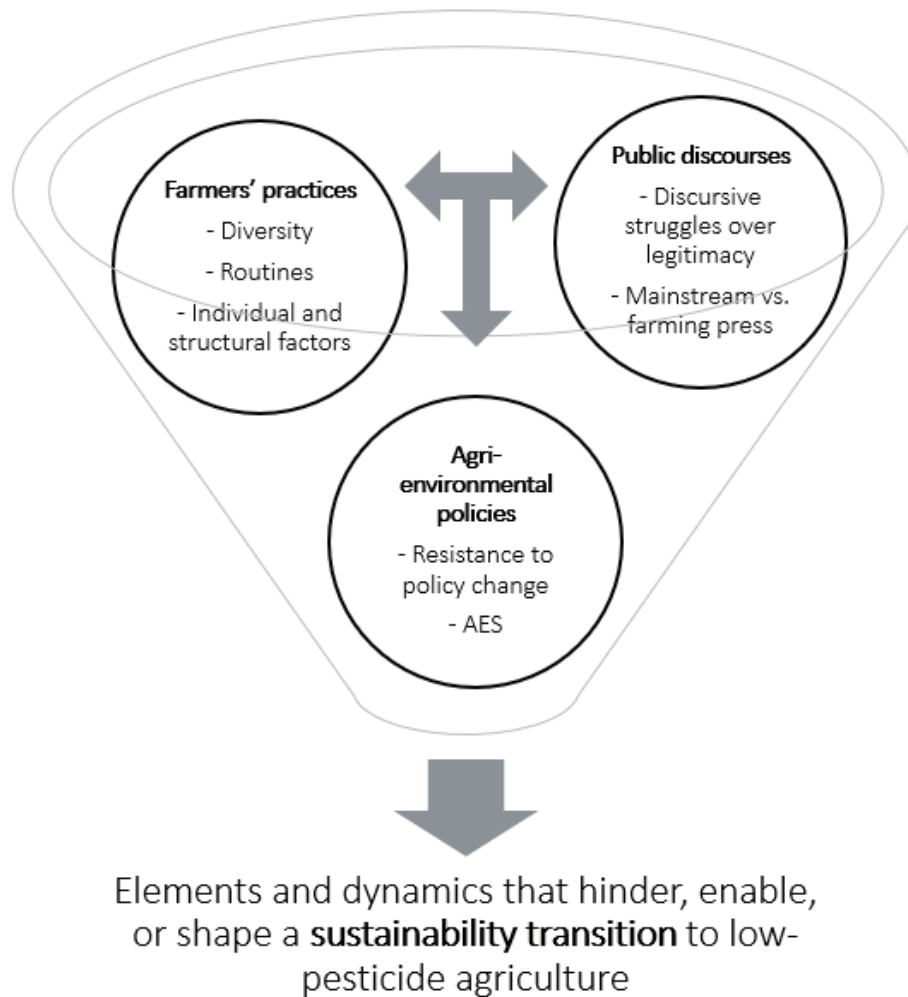 Farmers' practices
- Diversity
- Routines
- Individual and
structural factors
Public discourses
- Discursive
struggles over
legitimacy
- Mainstream vs.
farming press
Agri-
environmental
policies
- Resistance to
policy change
- AES
Elements and dynamics that hinder, enable,
or shape a sustainability transition to low-
pesticide agriculture